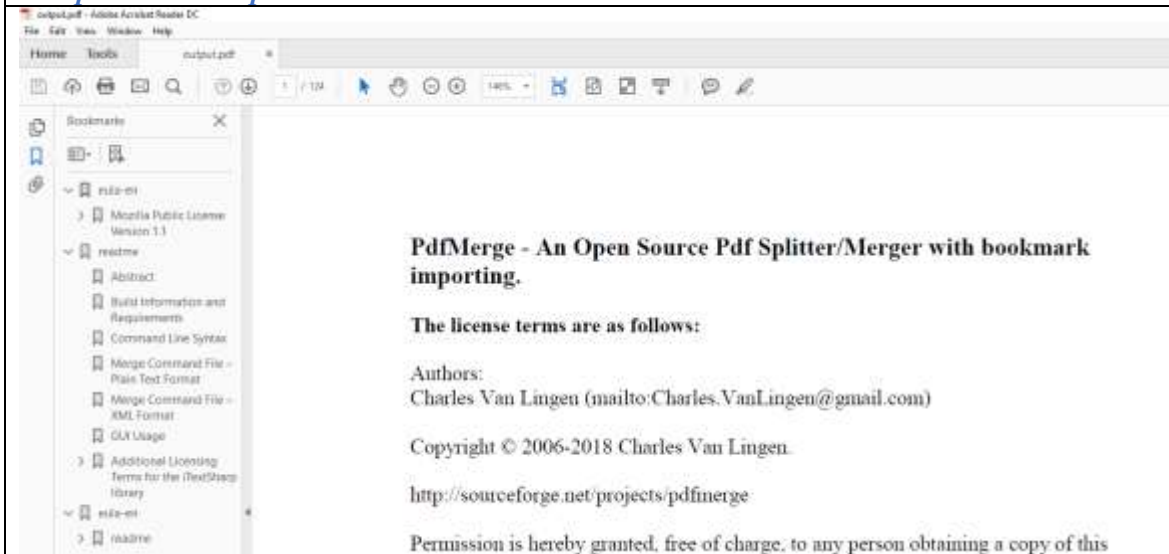 output.pdf - Adobe Acrobat Reader DC
File Edit View Window Help
Home Tools output.pdf ×
1 / 124 146%
Bookmarks ×
eula-en
Mozilla Public License
Version 1.1
readme
Abstract
Build Information and
Requirements
Command Line Syntax
Merge Command File –
Plain Text Format
Merge Command File –
XML Format
GUI Usage
Additional Licensing
Terms for the iTextSharp
library
eula-en
readme
PdfMerge - An Open Source Pdf Splitter/Merger with bookmark
importing.
The license terms are as follows:
Authors:
Charles Van Lingen (mailto:Charles.VanLingen@gmail.com)
Copyright © 2006-2018 Charles Van Lingen.
http://sourceforge.net/projects/pdfmerge
Permission is hereby granted, free of charge, to any person obtaining a copy of this